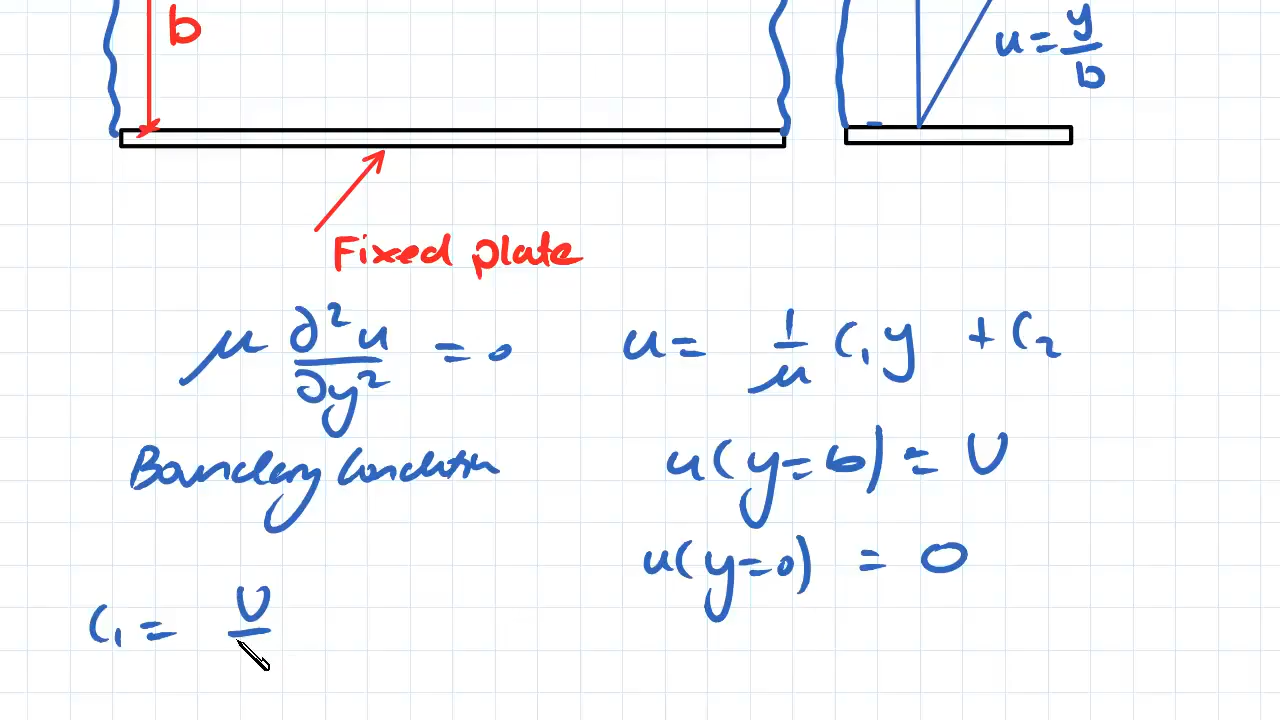 b
u = y/b
Fixed plate
μ ∂²u/∂y² = 0
u = 1/μ C₁y + C₂
Boundary Condition
u(y=b) = U
u(y=0) = 0
C₁ = U